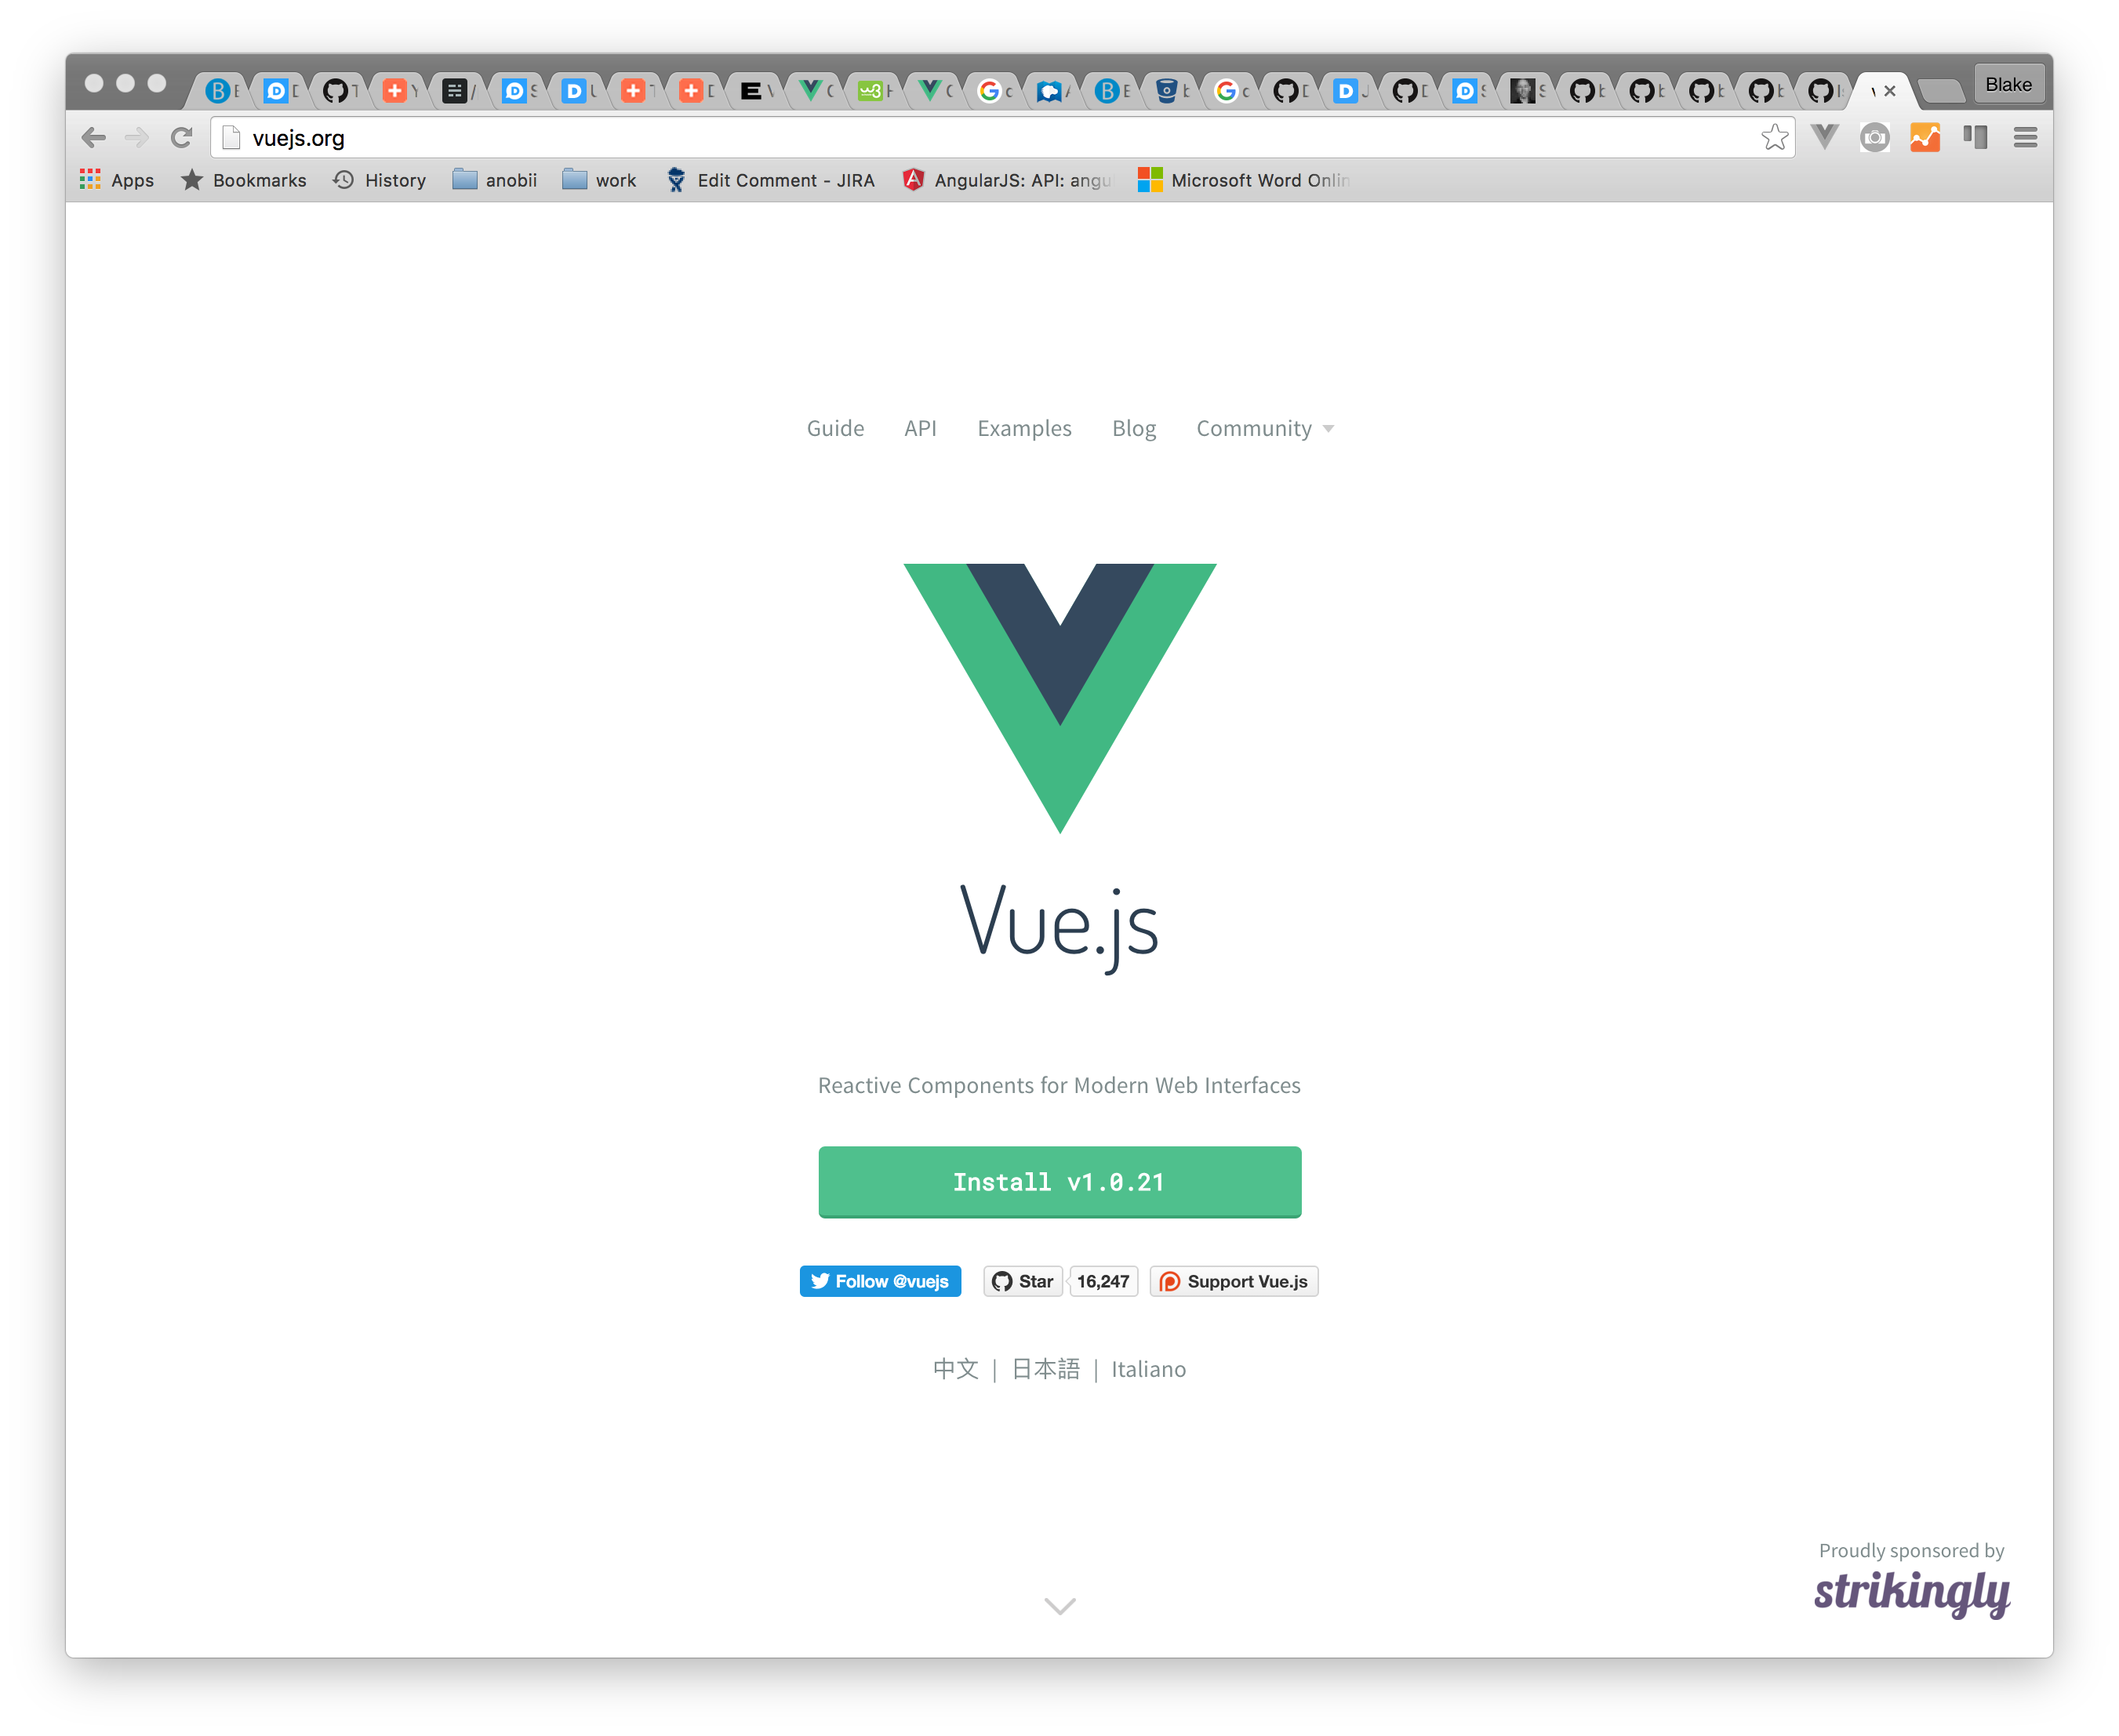 Blake
vuejs.org
Apps Bookmarks History anobii work Edit Comment - JIRA AngularJS: API: angu Microsoft Word Onlin
Guide API Examples Blog Community
Vue.js
Reactive Components for Modern Web Interfaces
Install v1.0.21
Follow @vuejs Star 16,247 Support Vue.js
中文 | 日本語 | Italiano
Proudly sponsored by
strikingly